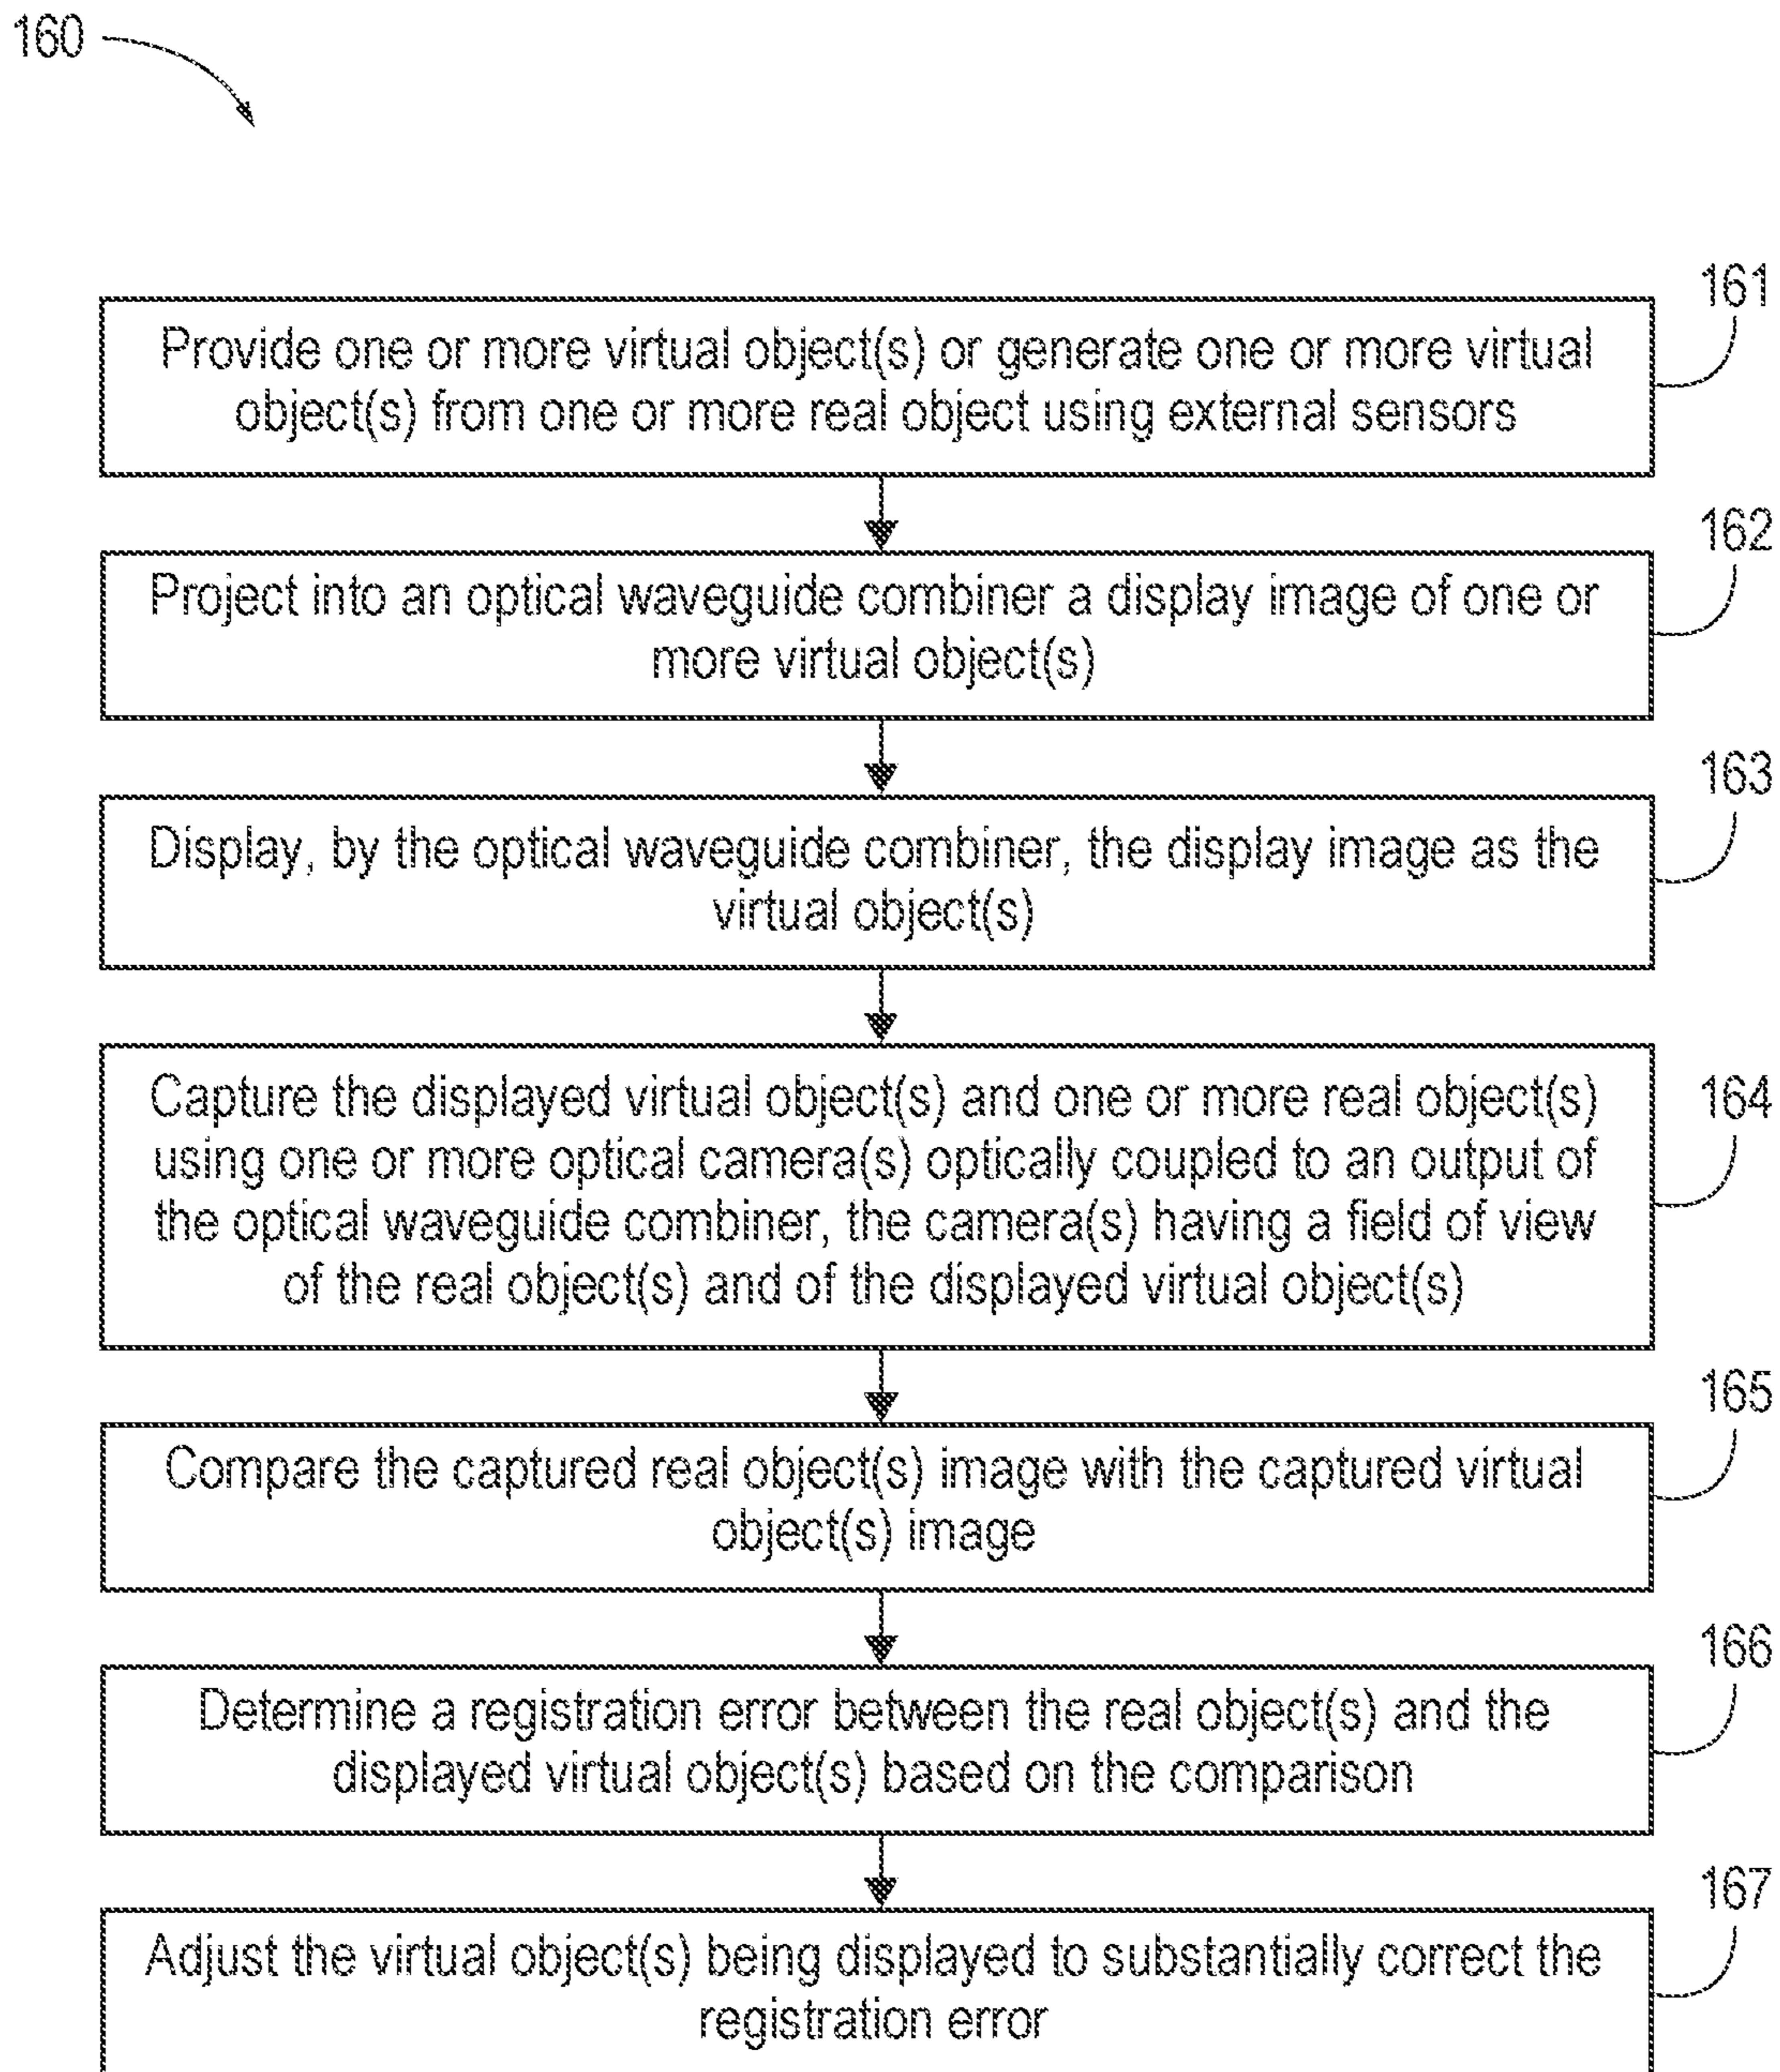 160
161
Provide one or more virtual object(s) or generate one or more virtual
object(s) from one or more real object using external sensors
162
Project into an optical waveguide combiner a display image of one or
more virtual object(s)
163
Display, by the optical waveguide combiner, the display image as the
virtual object(s)
164
Capture the displayed virtual object(s) and one or more real object(s)
using one or more optical camera(s) optically coupled to an output of
the optical waveguide combiner, the camera(s) having a field of view
of the real object(s) and of the displayed virtual object(s)
165
Compare the captured real object(s) image with the captured virtual
object(s) image
166
Determine a registration error between the real object(s) and the
displayed virtual object(s) based on the comparison
167
Adjust the virtual object(s) being displayed to substantially correct the
registration error